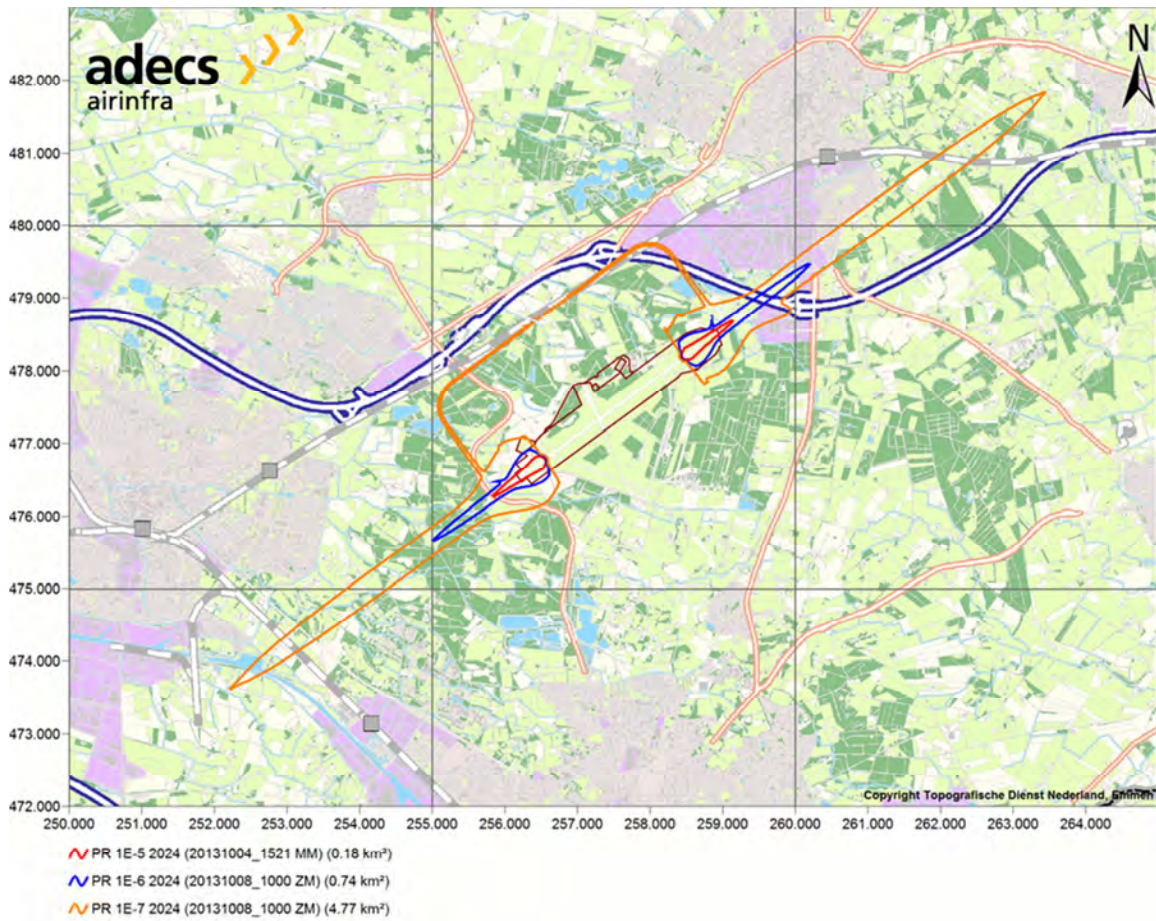 adecs
airinfra
N
482.000
481.000
480.000
479.000
478.000
477.000
476.000
475.000
474.000
473.000
472.000
Copyright Topografische Dienst Nederland, Emmen
250.000 251.000 252.000 253.000 254.000 255.000 256.000 257.000 258.000 259.000 260.000 261.000 262.000 263.000 264.000
PR 1E-5 2024 (20131004_1521 MM) (0.18 km²)
PR 1E-6 2024 (20131008_1000 ZM) (0.74 km²)
PR 1E-7 2024 (20131008_1000 ZM) (4.77 km²)